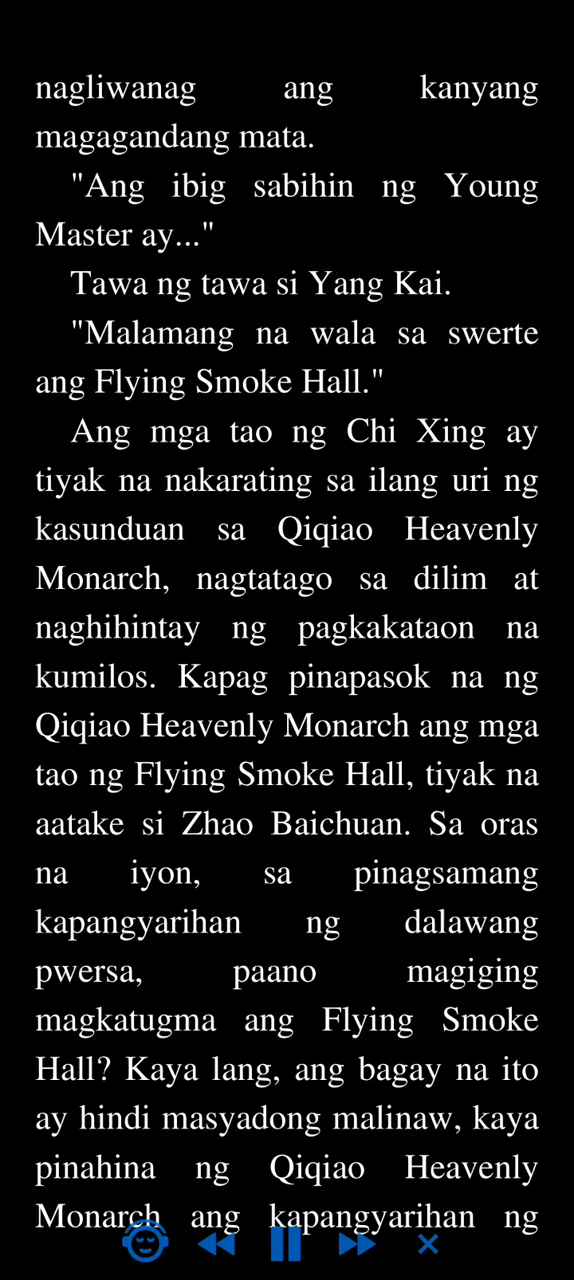 nagliwanag ang kanyang
magagandang mata.
"Ang ibig sabihin ng Young
Master ay..."
Tawa ng tawa si Yang Kai.
"Malamang na wala sa swerte
ang Flying Smoke Hall."
Ang mga tao ng Chi Xing ay
tiyak na nakarating sa ilang uri ng
kasunduan sa Qiqiao Heavenly
Monarch, nagtatago sa dilim at
naghihintay ng pagkakataon na
kumilos. Kapag pinapasok na ng
Qiqiao Heavenly Monarch ang mga
tao ng Flying Smoke Hall, tiyak na
aatake si Zhao Baichuan. Sa oras
na iyon, sa pinagsamang
kapangyarihan ng dalawang
pwersa, paano magiging
magkatugma ang Flying Smoke
Hall? Kaya lang, ang bagay na ito
ay hindi masyadong malinaw, kaya
pinahina ng Qiqiao Heavenly
Monarch ang kapangyarihan ng